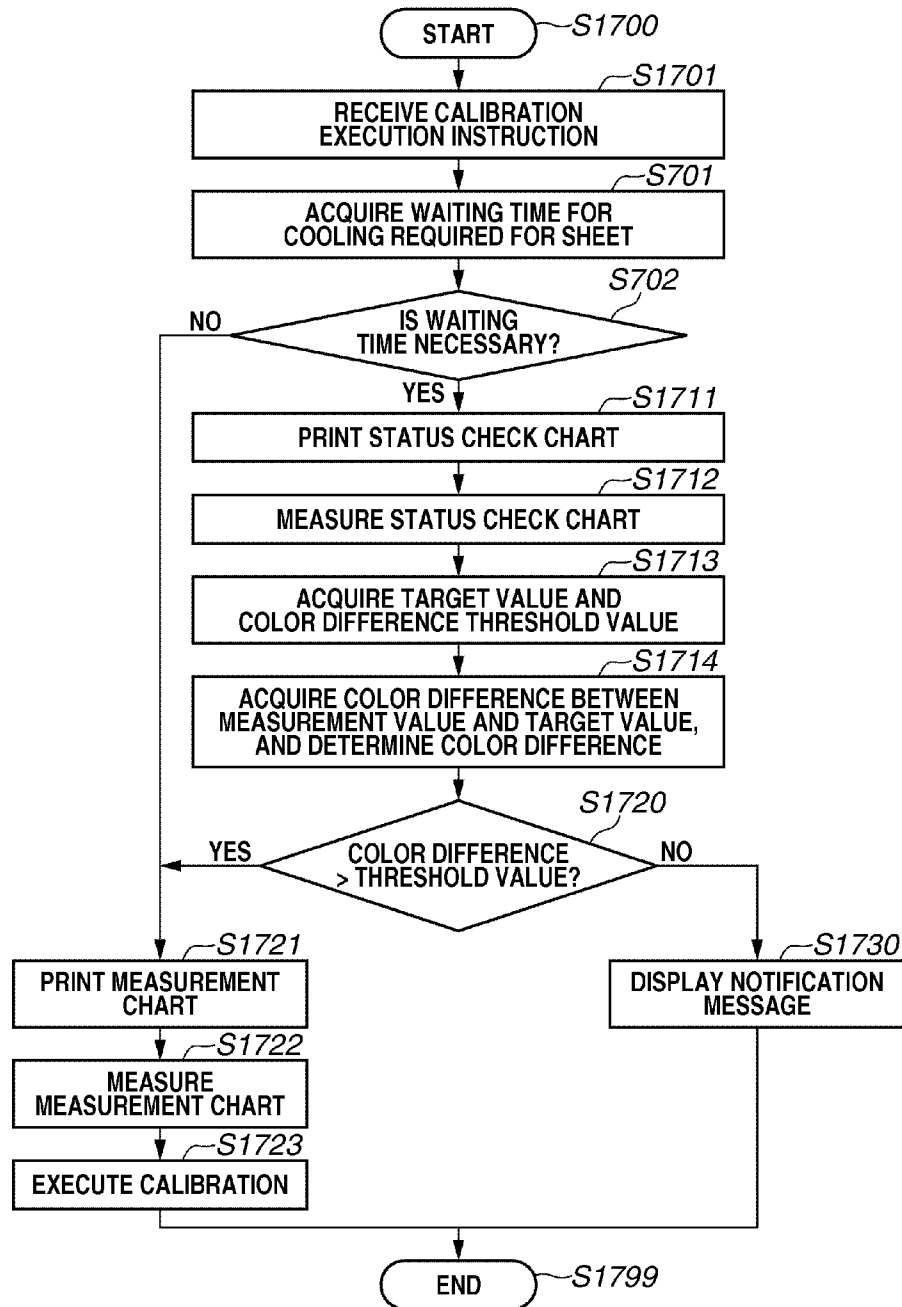 START
S1700
S1701
RECEIVE CALIBRATION
EXECUTION INSTRUCTION
S701
ACQUIRE WAITING TIME FOR
COOLING REQUIRED FOR SHEET
S702
NO
IS WAITING
TIME NECESSARY?
YES
S1711
PRINT STATUS CHECK CHART
S1712
MEASURE STATUS CHECK CHART
S1713
ACQUIRE TARGET VALUE AND
COLOR DIFFERENCE THRESHOLD VALUE
S1714
ACQUIRE COLOR DIFFERENCE BETWEEN
MEASUREMENT VALUE AND TARGET VALUE,
AND DETERMINE COLOR DIFFERENCE
S1720
YES
COLOR DIFFERENCE
> THRESHOLD VALUE?
NO
S1721
PRINT MEASUREMENT
CHART
S1722
MEASURE
MEASUREMENT CHART
S1723
EXECUTE CALIBRATION
S1730
DISPLAY NOTIFICATION
MESSAGE
END
S1799